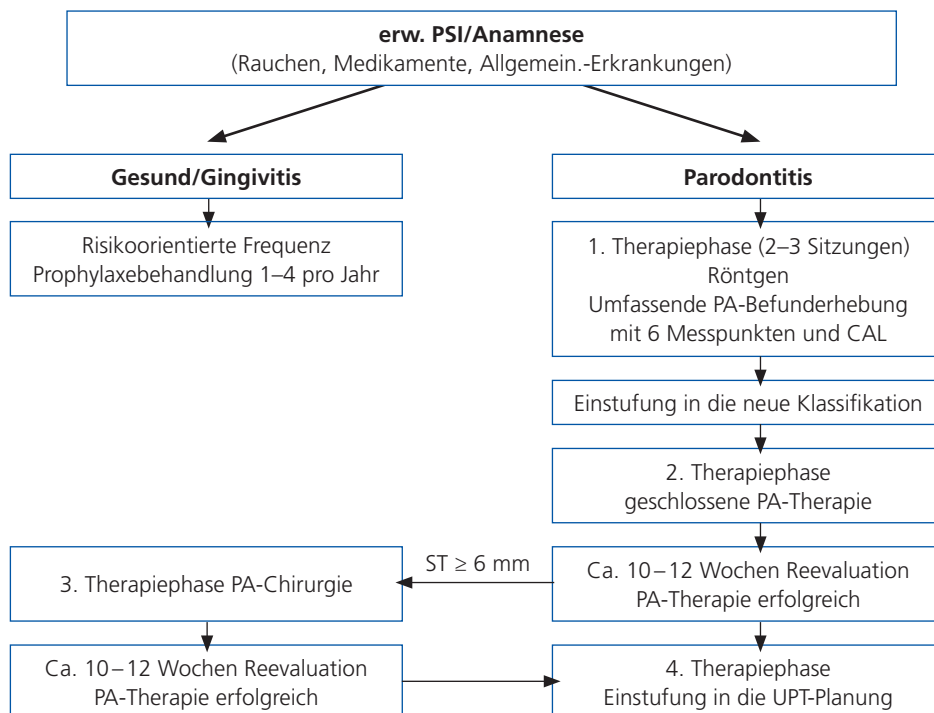 erw. PSI/Anamnese
(Rauchen, Medikamente, Allgemein.-Erkrankungen)
Gesund/Gingivitis
Risikoorientierte Frequenz
Prophylaxebehandlung 1–4 pro Jahr
Parodontitis
1. Therapiephase (2–3 Sitzungen)
Röntgen
Umfassende PA-Befunderhebung
mit 6 Messpunkten und CAL
Einstufung in die neue Klassifikation
2. Therapiephase
geschlossene PA-Therapie
Ca. 10–12 Wochen Reevaluation
PA-Therapie erfolgreich
ST ≥ 6 mm
3. Therapiephase PA-Chirurgie
Ca. 10–12 Wochen Reevaluation
PA-Therapie erfolgreich
4. Therapiephase
Einstufung in die UPT-Planung